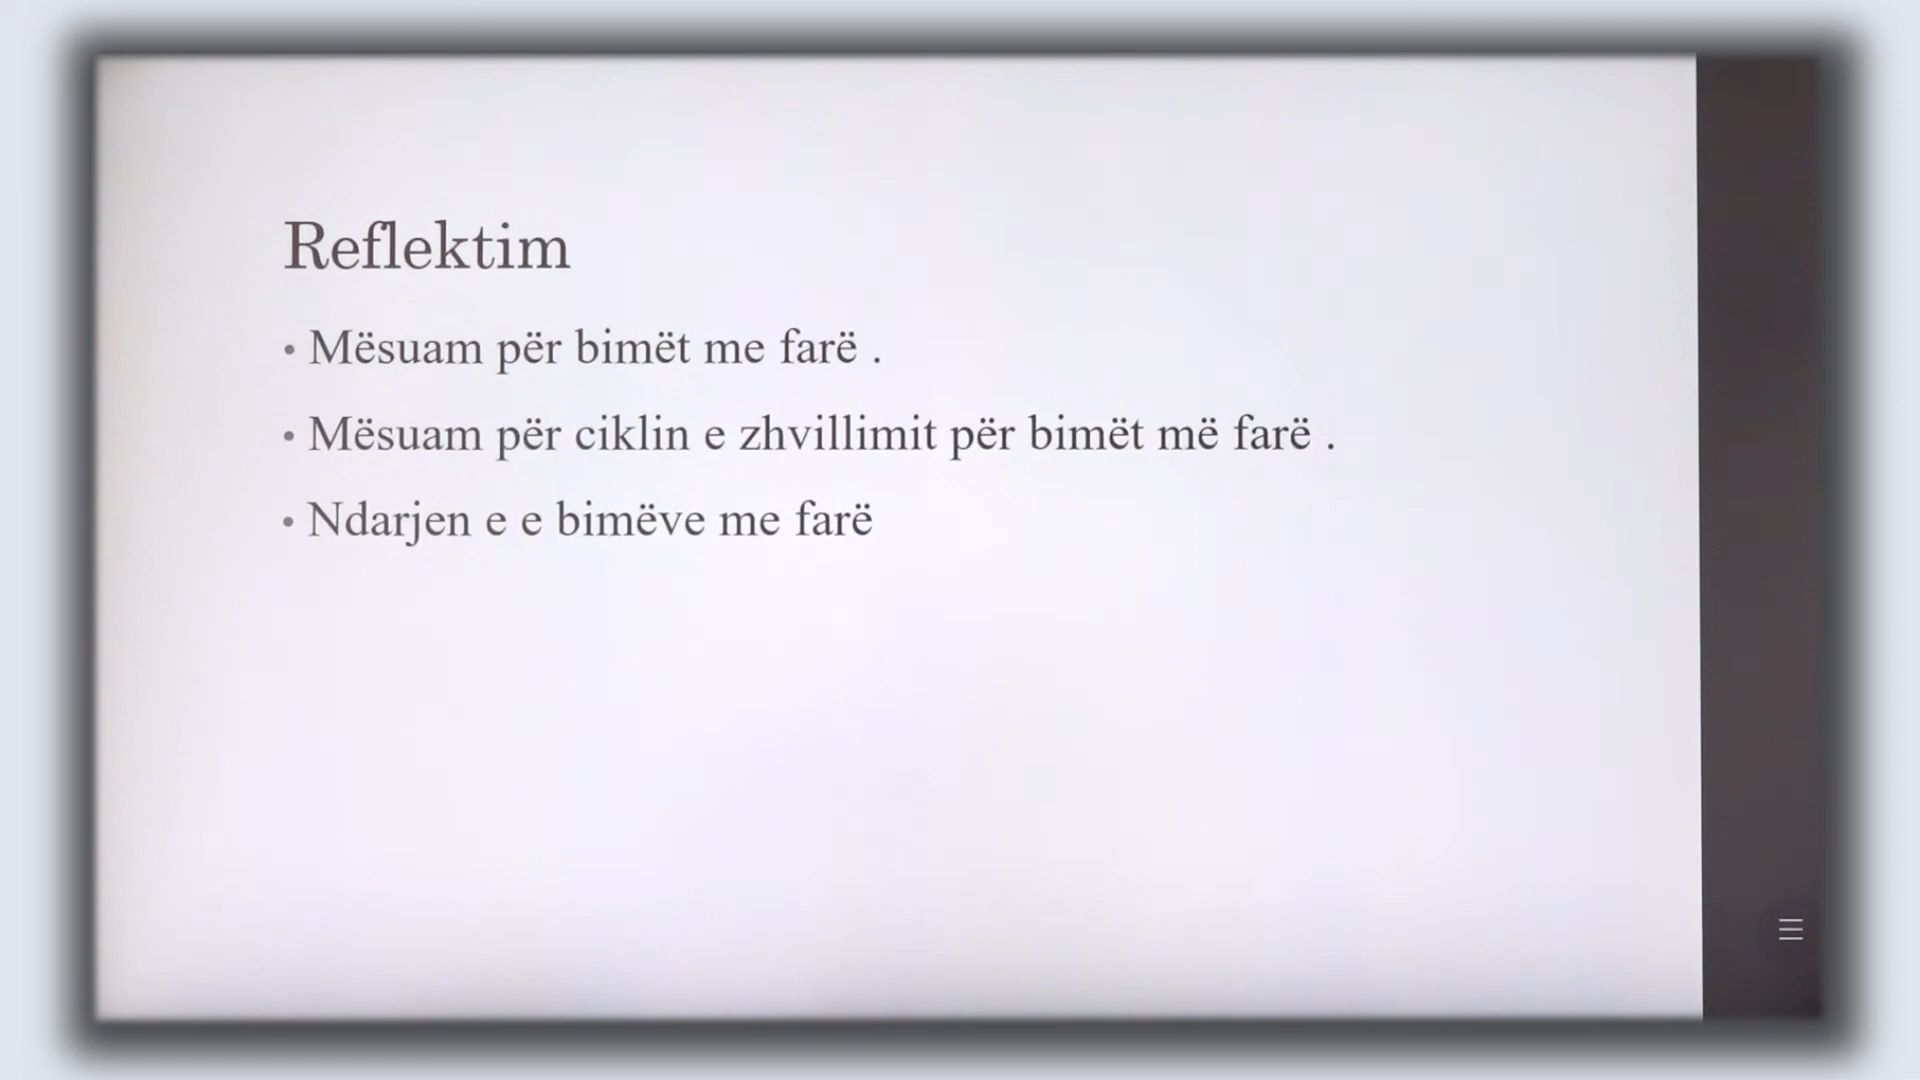 Reflektim
• Mësuam për bimët me farë .
• Mësuam për ciklin e zhvillimit për bimët më farë .
• Ndarjen e e bimëve me farë